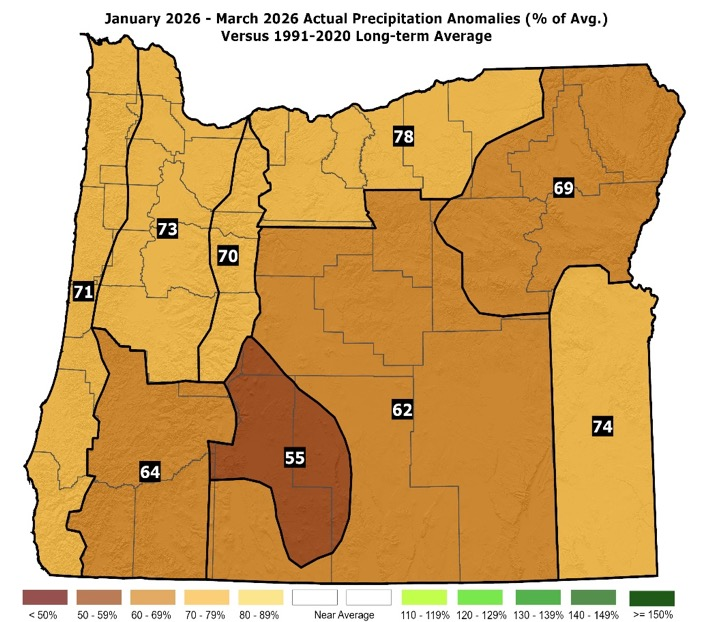 January 2026 - March 2026 Actual Precipitation Anomalies (% of Avg.)
Versus 1991-2020 Long-term Average
78
69
73
70
71
74
62
55
64
< 50%
50 - 59%
60 - 69%
70 - 79%
80 - 89%
Near Average
110 - 119%
120 - 129%
130 - 139%
140 - 149%
>= 150%